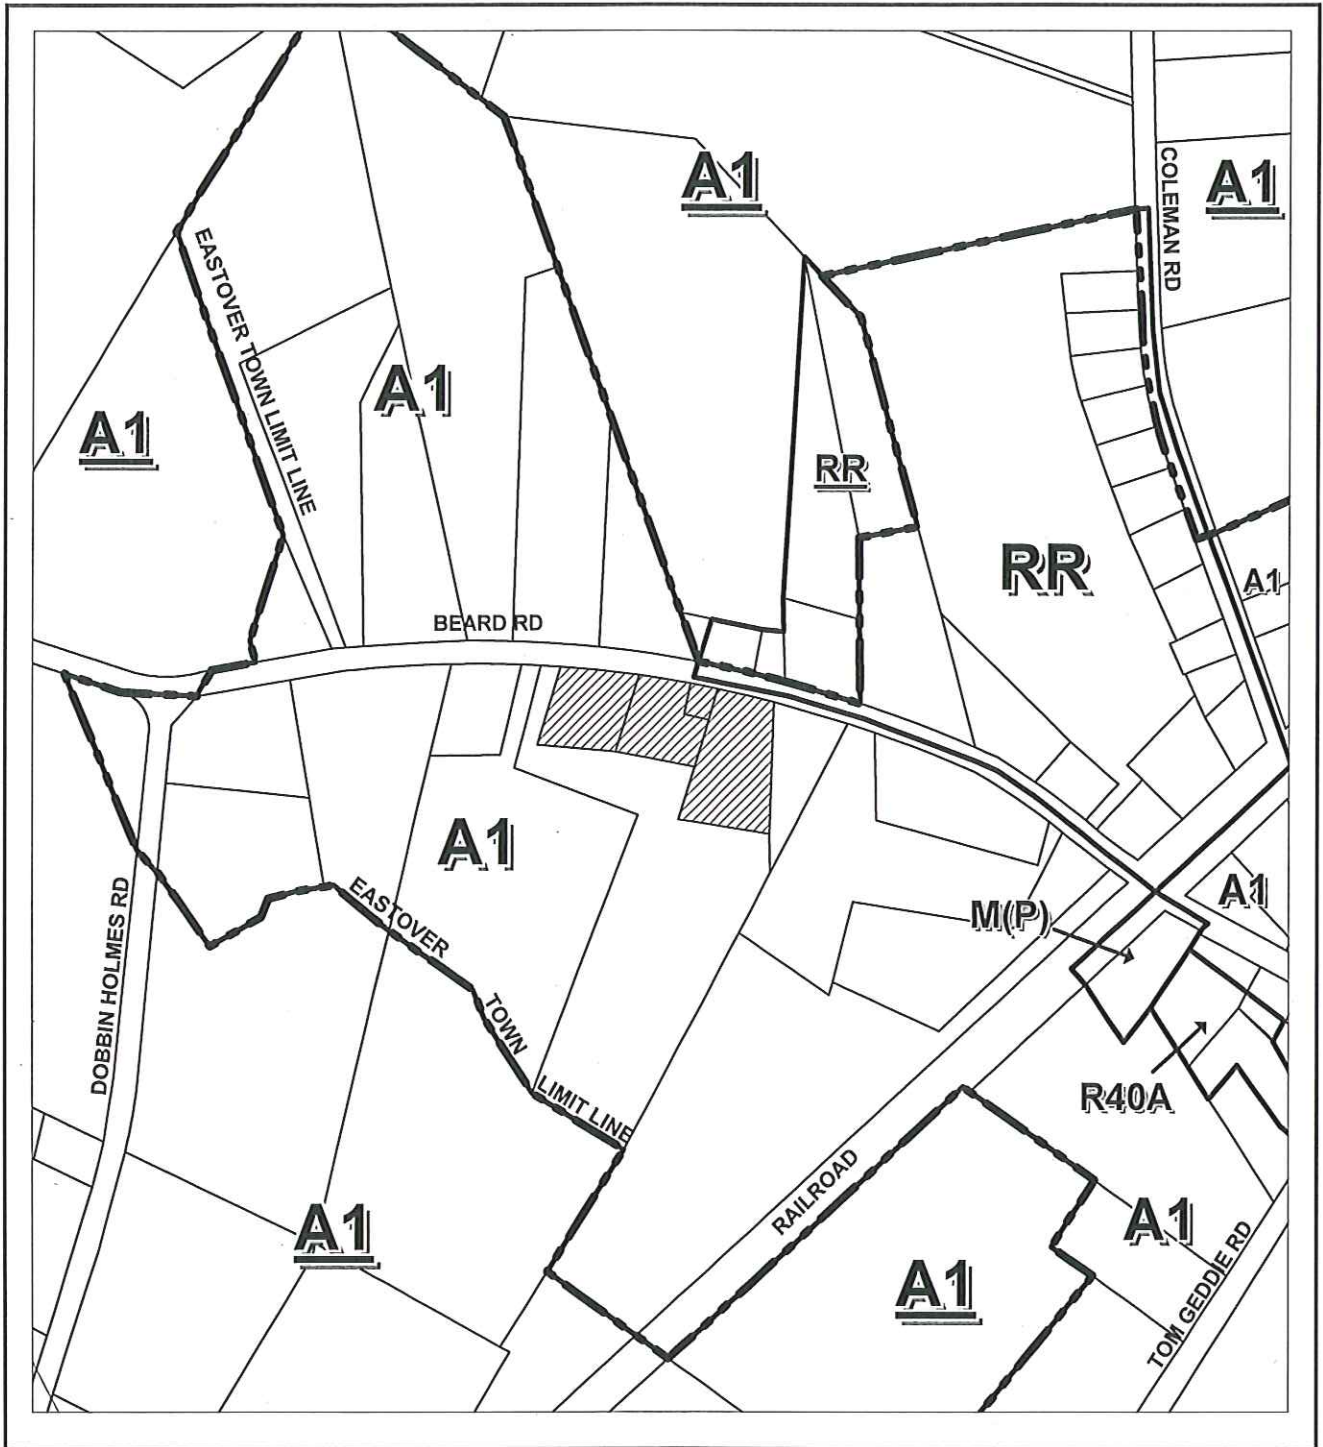 A1
COLEMAN RD
A1
EASTOVER TOWN LIMIT LINE
A1
A1
RR
RR
A1
BEARD RD
A1
DOBBIN HOLMES RD
EASTOVER
TOWN
LIMIT LINE
M(P)
A1
R40A
RAILROAD
A1
A1
A1
TOM GEDDIE RD